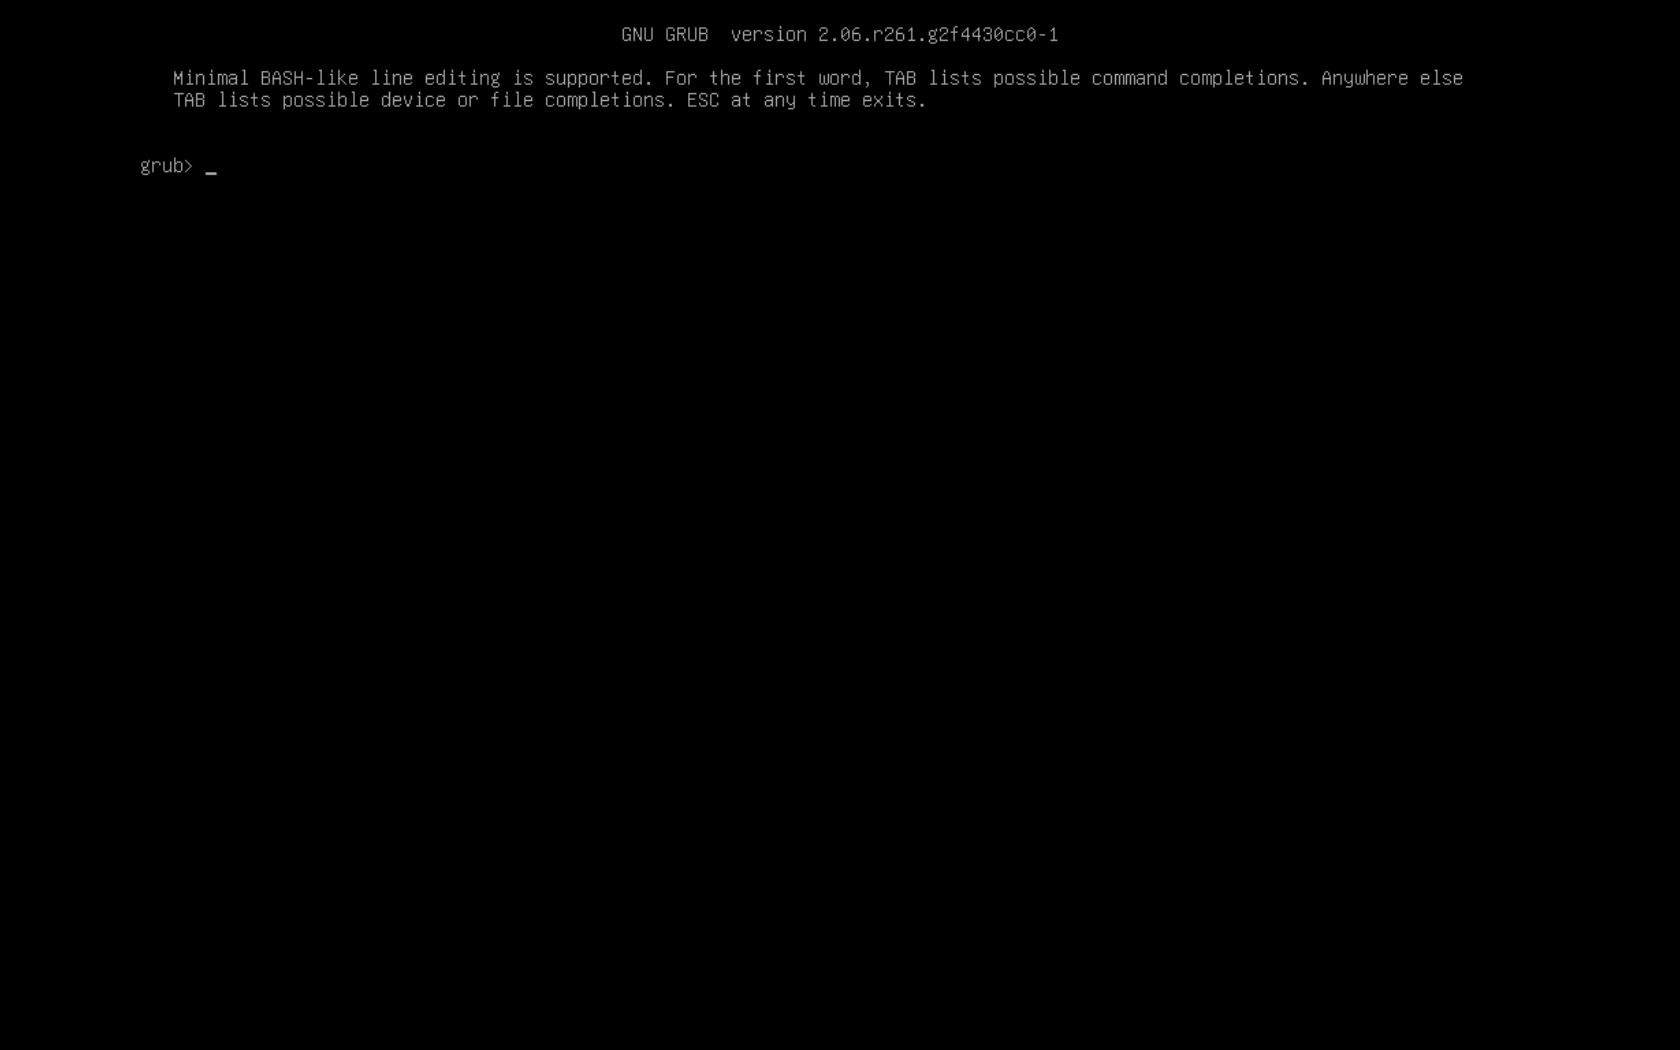 GNU GRUB  version 2.06.r261.g2f4430cc0-1
Minimal BASH-like line editing is supported. For the first word, TAB lists possible command completions. Anywhere else
TAB lists possible device or file completions. ESC at any time exits.
grub> _